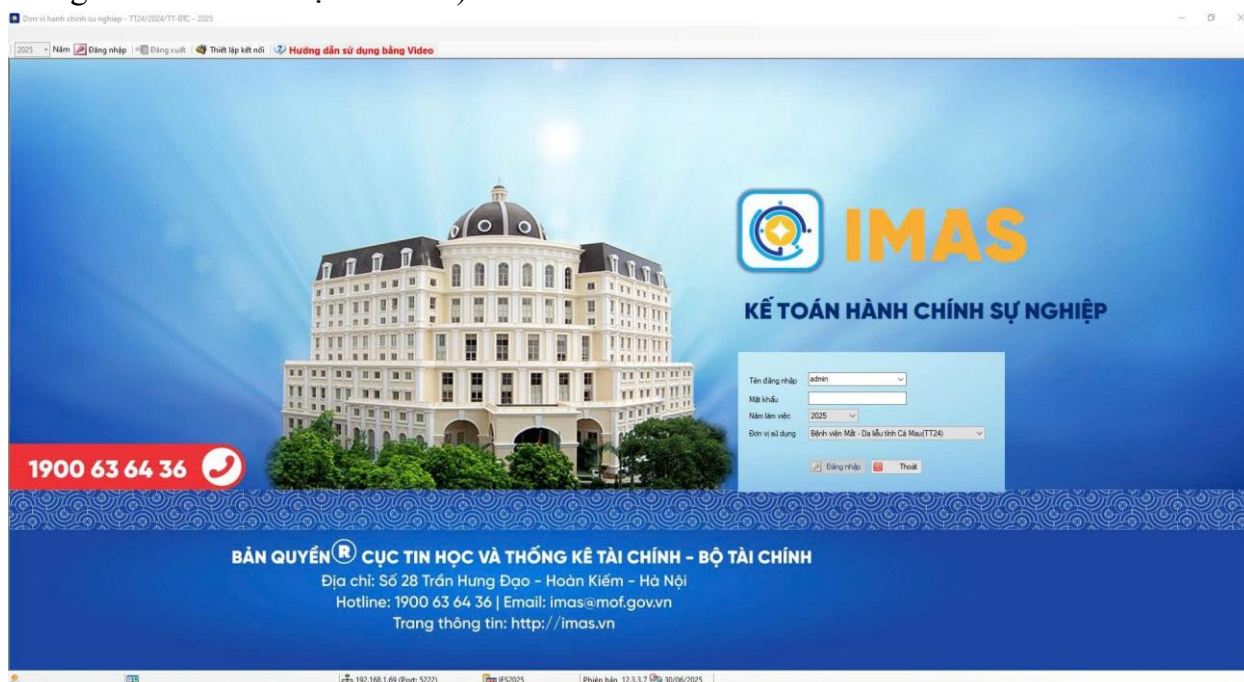 Don vi hanh chinh su nghiep - TT24/2024/TT-BTC - 2025
2025 Năm Đăng nhập Đăng xuất Thiết lập kết nối Hướng dẫn sử dụng bằng Video
IMAS
KẾ TOÁN HÀNH CHÍNH SỰ NGHIỆP
Tên đăng nhập admin
Mật khẩu
Năm làm việc 2025
Đơn vị sử dụng Bệnh viện Mắt - Da liễu tỉnh Cà Mau(TT24)
Đăng nhập Thoát
1900 63 64 36
BẢN QUYỀN ® CỤC TIN HỌC VÀ THỐNG KÊ TÀI CHÍNH - BỘ TÀI CHÍNH
Địa chỉ: Số 28 Trần Hưng Đạo - Hoàn Kiếm - Hà Nội
Hotline: 1900 63 64 36 | Email: imas@mof.gov.vn
Trang thông tin: http://imas.vn
192.168.1.69 (Port: 5222) IFS2025 Phiên bản 12.3.3.7 30/06/2025